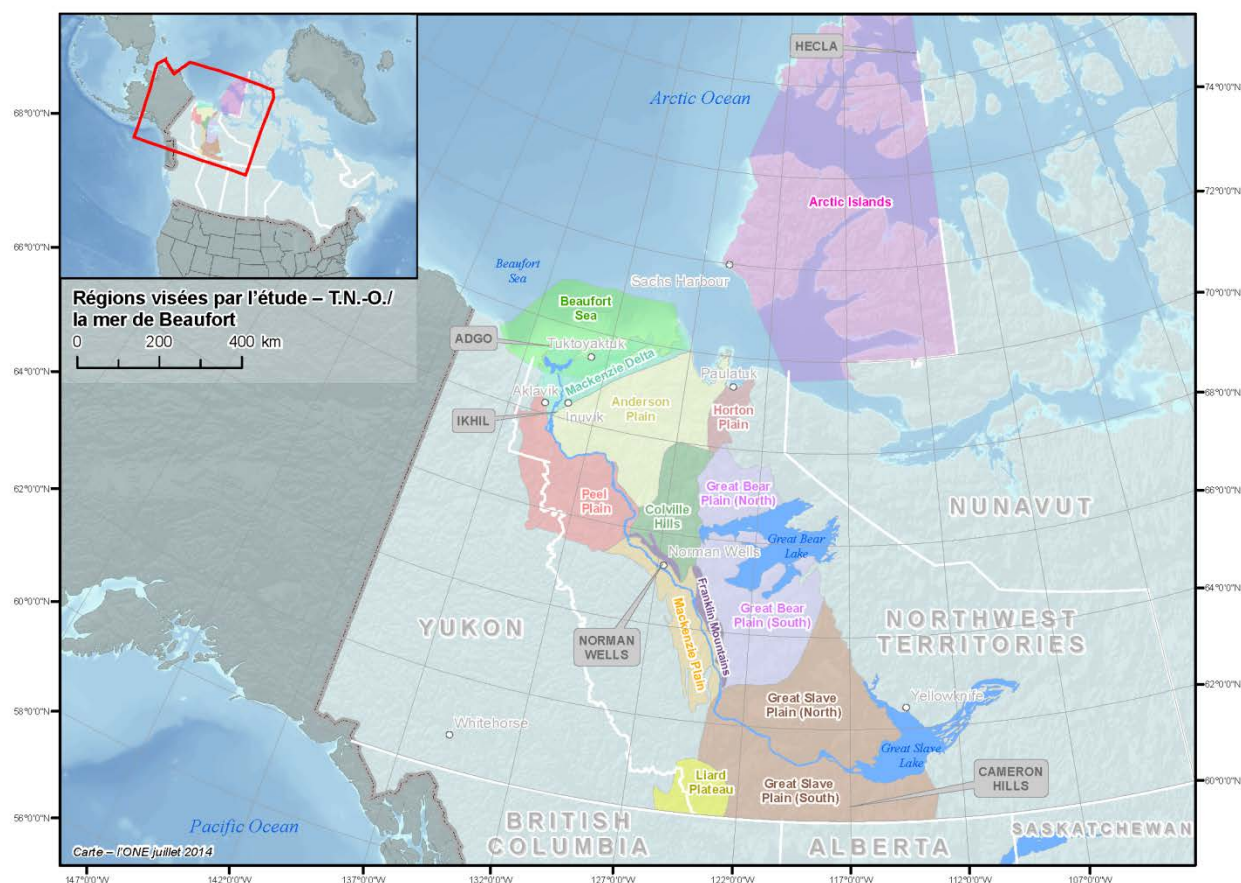 HECLA
Arctic Ocean
Arctic Islands
Beaufort
Sea
Sachs Harbour
Régions visées par l'étude – T.N.-O./
la mer de Beaufort
0 200 400 km
Beaufort
Sea
ADGO
Tuktoyaktuk
Mackenzie Delta
Paulatuk
Aklavik
Anderson
Plain
Horton
Plain
IKHIL
Inuvik
Peel
Plain
Colville
Hills
Great Bear
Plain (North)
NUNAVUT
Norman Wells
Great Bear
Lake
Franklin Mountains
Mackenzie Plain
Great Bear
Plain (South)
YUKON
NORMAN
WELLS
NORTHWEST
TERRITORIES
Great Slave
Plain (North)
Yellowknife
Whitehorse
Great Slave
Lake
Liard
Plateau
Great Slave
Plain (South)
CAMERON
HILLS
Pacific Ocean
BRITISH
COLUMBIA
ALBERTA
SASKATCHEWAN
Carte – l'ONE juillet 2014
68°0'0"N
66°0'0"N
64°0'0"N
62°0'0"N
60°0'0"N
58°0'0"N
56°0'0"N
74°0'0"N
72°0'0"N
70°0'0"N
68°0'0"N
66°0'0"N
64°0'0"N
62°0'0"N
60°0'0"N
147°0'0"W
142°0'0"W
137°0'0"W
132°0'0"W
127°0'0"W
122°0'0"W
117°0'0"W
112°0'0"W
107°0'0"W